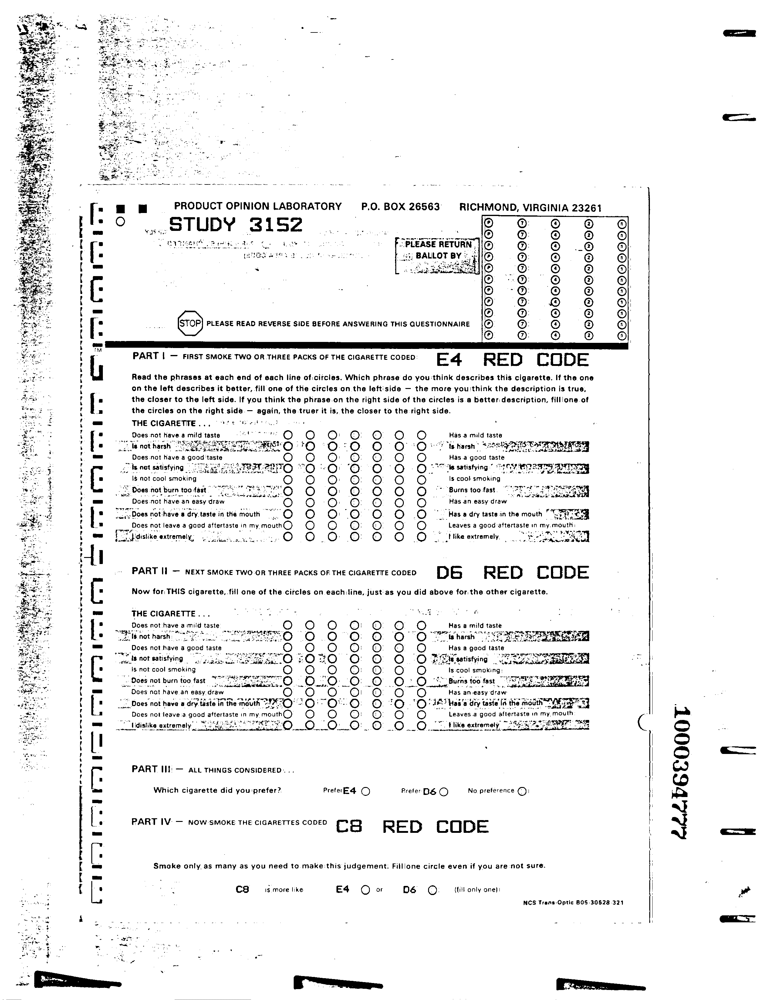 PRODUCT OPINION LABORATORY P.O. BOX 26563 RICHMOND, VIRGINIA 23261
STUDY 3152
PLEASE RETURN
BALLOT BY
STOP PLEASE READ REVERSE SIDE BEFORE ANSWERING THIS QUESTIONNAIRE
PART I — FIRST SMOKE TWO OR THREE PACKS OF THE CIGARETTE CODED E4 RED CODE
Read the phrases at each end of each line of circles. Which phrase do you think describes this cigarette. If the one
on the left describes it better, fill one of the circles on the left side — the more you think the description is true,
the closer to the left side. If you think the phrase on the right side of the circles is a better description, fill one of
the circles on the right side — again, the truer it is, the closer to the right side.
THE CIGARETTE . . .
Does not have a mild taste Has a mild taste
Is not harsh Is harsh
Does not have a good taste Has a good taste
Is not satisfying Is satisfying
Is not cool smoking Is cool smoking
Does not burn too fast Burns too fast
Does not have an easy draw Has an easy draw
Does not have a dry taste in the mouth Has a dry taste in the mouth
Does not leave a good aftertaste in my mouth Leaves a good aftertaste in my mouth
I dislike extremely I like extremely
PART II — NEXT SMOKE TWO OR THREE PACKS OF THE CIGARETTE CODED D6 RED CODE
Now for THIS cigarette, fill one of the circles on each line, just as you did above for the other cigarette.
THE CIGARETTE . . .
Does not have a mild taste Has a mild taste
Is not harsh Is harsh
Does not have a good taste Has a good taste
Is not satisfying Is satisfying
Is not cool smoking Is cool smoking
Does not burn too fast Burns too fast
Does not have an easy draw Has an easy draw
Does not have a dry taste in the mouth Has a dry taste in the mouth
Does not leave a good aftertaste in my mouth Leaves a good aftertaste in my mouth
I dislike extremely I like extremely
PART III — ALL THINGS CONSIDERED . . .
Which cigarette did you prefer? Prefer E4 Prefer D6 No preference
PART IV — NOW SMOKE THE CIGARETTES CODED C8 RED CODE
Smoke only as many as you need to make this judgement. Fill one circle even if you are not sure.
C8 is more like E4 or D6 (fill only one)
NCS Trans-Optic B05-30528-321
1000394777